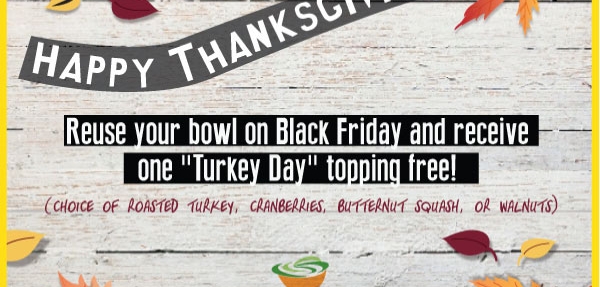 HAPPY THANKSGIVI
Reuse your bowl on Black Friday and receive
one "Turkey Day" topping free!
(CHOICE OF ROASTED TURKEY, CRANBERRIES, BUTTERNUT SQUASH, OR WALNUTS)